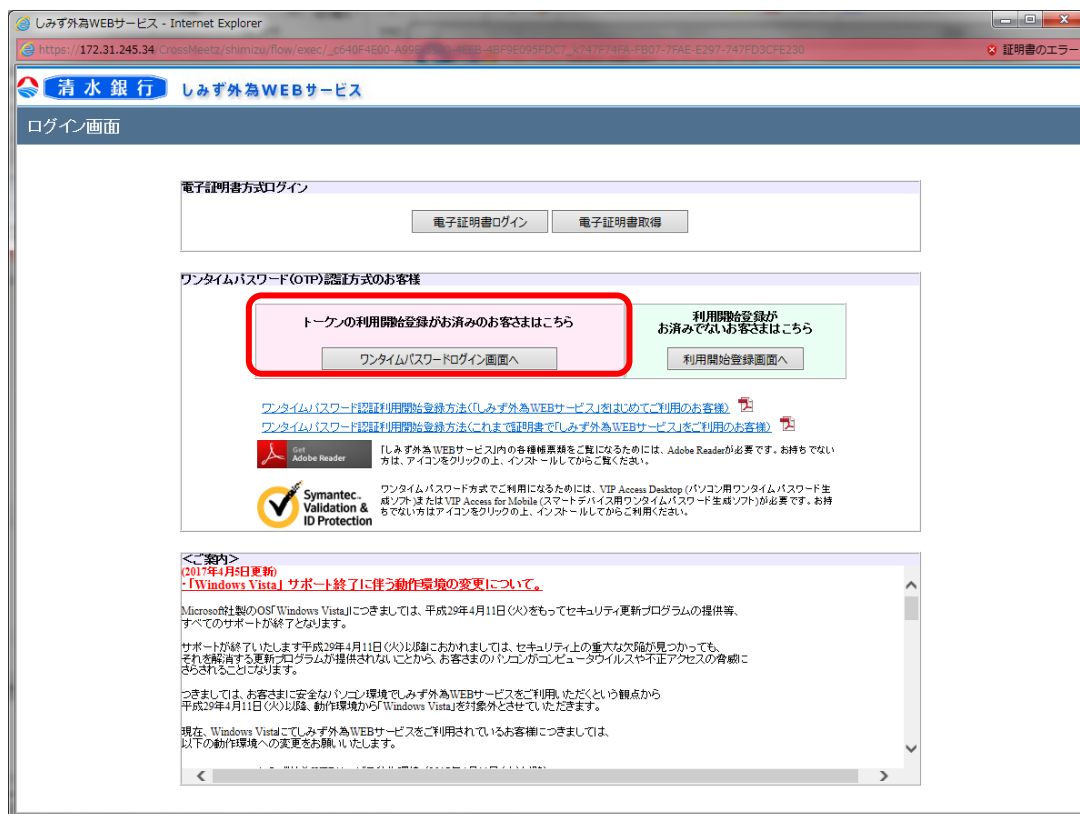 しみず外為WEBサービス - Internet Explorer
https://172.31.245.34/CrossMeetz/shimizu/flow/exec/
証明書のエラー
清水銀行 しみず外為WEBサービス
ログイン画面
電子証明書方式ログイン
電子証明書ログイン 電子証明書取得
ワンタイムパスワード(OTP)認証方式のお客様
トークンの利用開始登録がお済みのお客さまはこちら
ワンタイムパスワードログイン画面へ
利用開始登録が
お済みでないお客さまはこちら
利用開始登録画面へ
ワンタイムパスワード認証利用開始登録方法(「しみず外為WEBサービス」をはじめてご利用のお客様)
ワンタイムパスワード認証利用開始登録方法(これまで証明書で「しみず外為WEBサービス」をご利用のお客様)
Get
Adobe Reader
「しみず外為WEBサービス」内の各種帳票類をご覧になるためには、Adobe Readerが必要です。お持ちでない
方は、アイコンをクリックの上、インストールしてからご覧ください。
Symantec.
Validation &
ID Protection
ワンタイムパスワード方式でご利用になるためには、VIP Access Desktop (パソコン用ワンタイムパスワード生
成ソフト)またはVIP Access for Mobile (スマートデバイス用ワンタイムパスワード生成ソフト)が必要です。お持
ちでない方はアイコンをクリックの上、インストールしてからご利用ください。
<ご案内>
(2017年4月5日更新)
・「Windows Vista」サポート終了に伴う動作環境の変更について。
Microsoft社製のOS「Windows Vista」につきましては、平成29年4月11日(火)をもってセキュリティ更新プログラムの提供等、
すべてのサポートが終了となります。
サポートが終了いたします平成29年4月11日(火)以降におかれましては、セキュリティ上の重大な欠陥が見つかっても、
それを解消する更新プログラムが提供されないことから、お客さまのパソコンがコンピュータウイルスや不正アクセスの脅威に
さらされることになります。
つきましては、お客さまに安全なパソコン環境でしみず外為WEBサービスをご利用いただくという観点から
平成29年4月11日(火)以降、動作環境から「Windows Vista」を対象外とさせていただきます。
現在、Windows Vistaにてしみず外為WEBサービスをご利用されているお客様につきましては、
以下の動作環境への変更をお願いいたします。